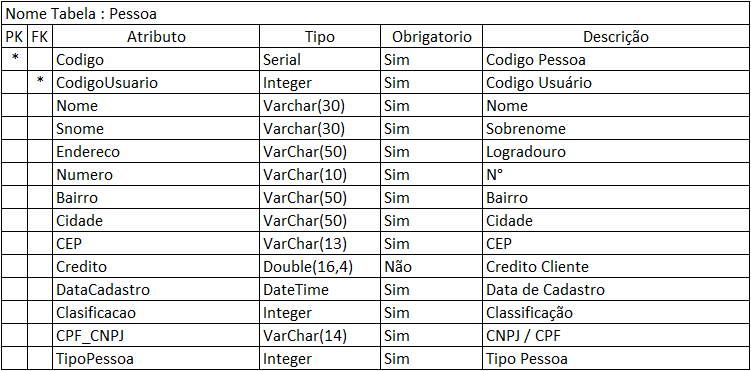 Nome Tabela : Pessoa
PK FK Atributo Tipo Obrigatorio Descrição
* Codigo Serial Sim Codigo Pessoa
* CodigoUsuario Integer Sim Codigo Usuário
Nome Varchar(30) Sim Nome
Snome Varchar(30) Sim Sobrenome
Endereco VarChar(50) Sim Logradouro
Numero VarChar(10) Sim N°
Bairro VarChar(50) Sim Bairro
Cidade VarChar(50) Sim Cidade
CEP VarChar(13) Sim CEP
Credito Double(16,4) Não Credito Cliente
DataCadastro DateTime Sim Data de Cadastro
Clasificacao Integer Sim Classificação
CPF_CNPJ VarChar(14) Sim CNPJ / CPF
TipoPessoa Integer Sim Tipo Pessoa